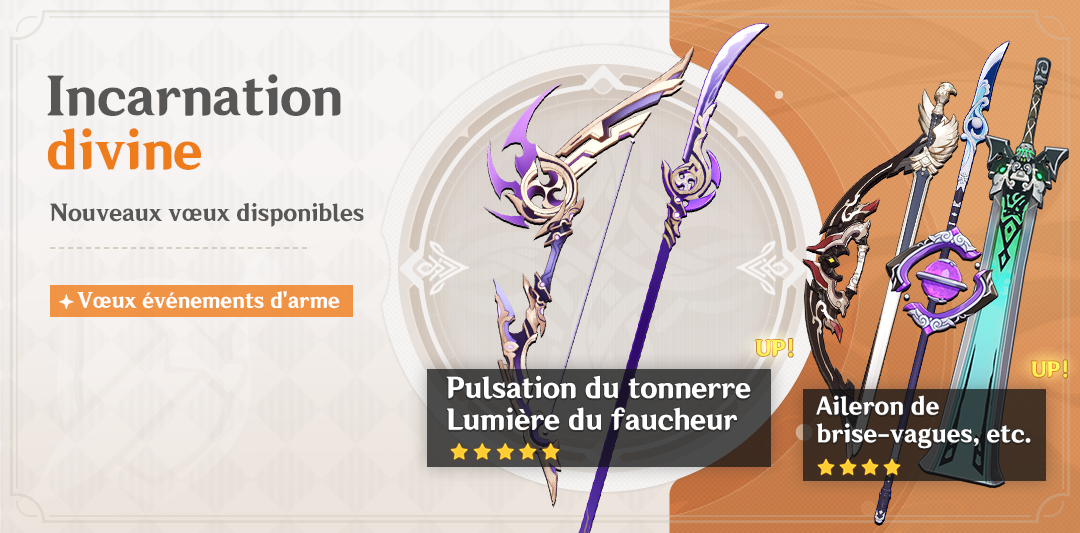 Incarnation
divine
Nouveaux vœux disponibles
Vœux événements d'arme
UP!
Pulsation du tonnerre
Lumière du faucheur
UP!
Aileron de
brise-vagues, etc.